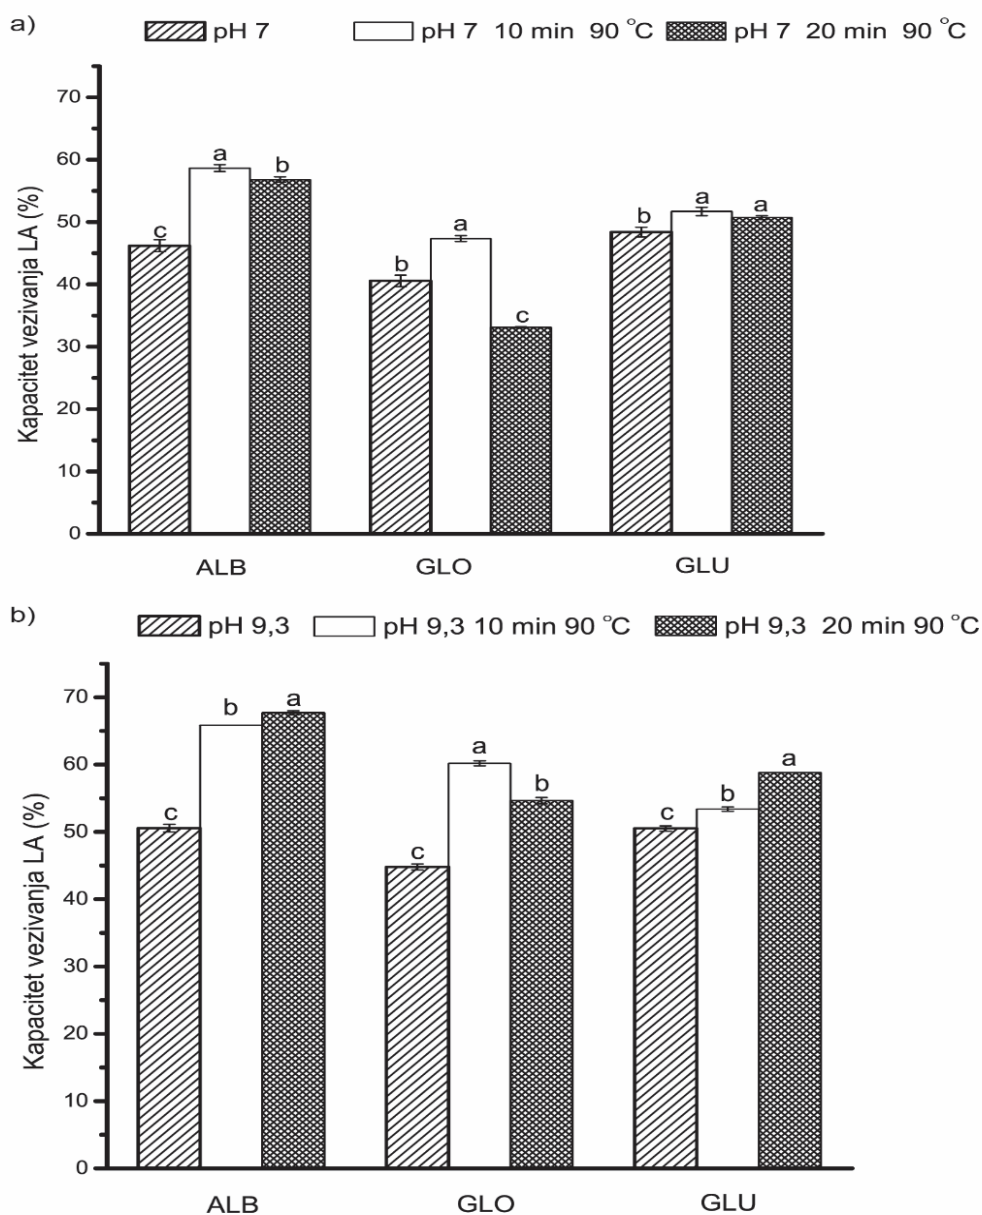 a)
pH 7 pH 7 10 min 90 °C pH 7 20 min 90 °C
Kapacitet vezivanja LA (%)
70
60
50
40
30
20
10
0
c a b
b a c
b a a
ALB GLO GLU
b)
pH 9,3 pH 9,3 10 min 90 °C pH 9,3 20 min 90 °C
Kapacitet vezivanja LA (%)
70
60
50
40
30
20
10
0
c b a
c a b
c b a
ALB GLO GLU